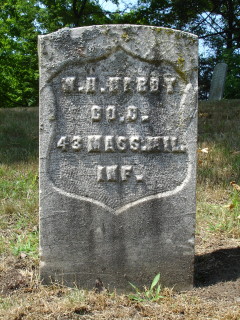 CO. C.
43 MASS. MIL.
INF.